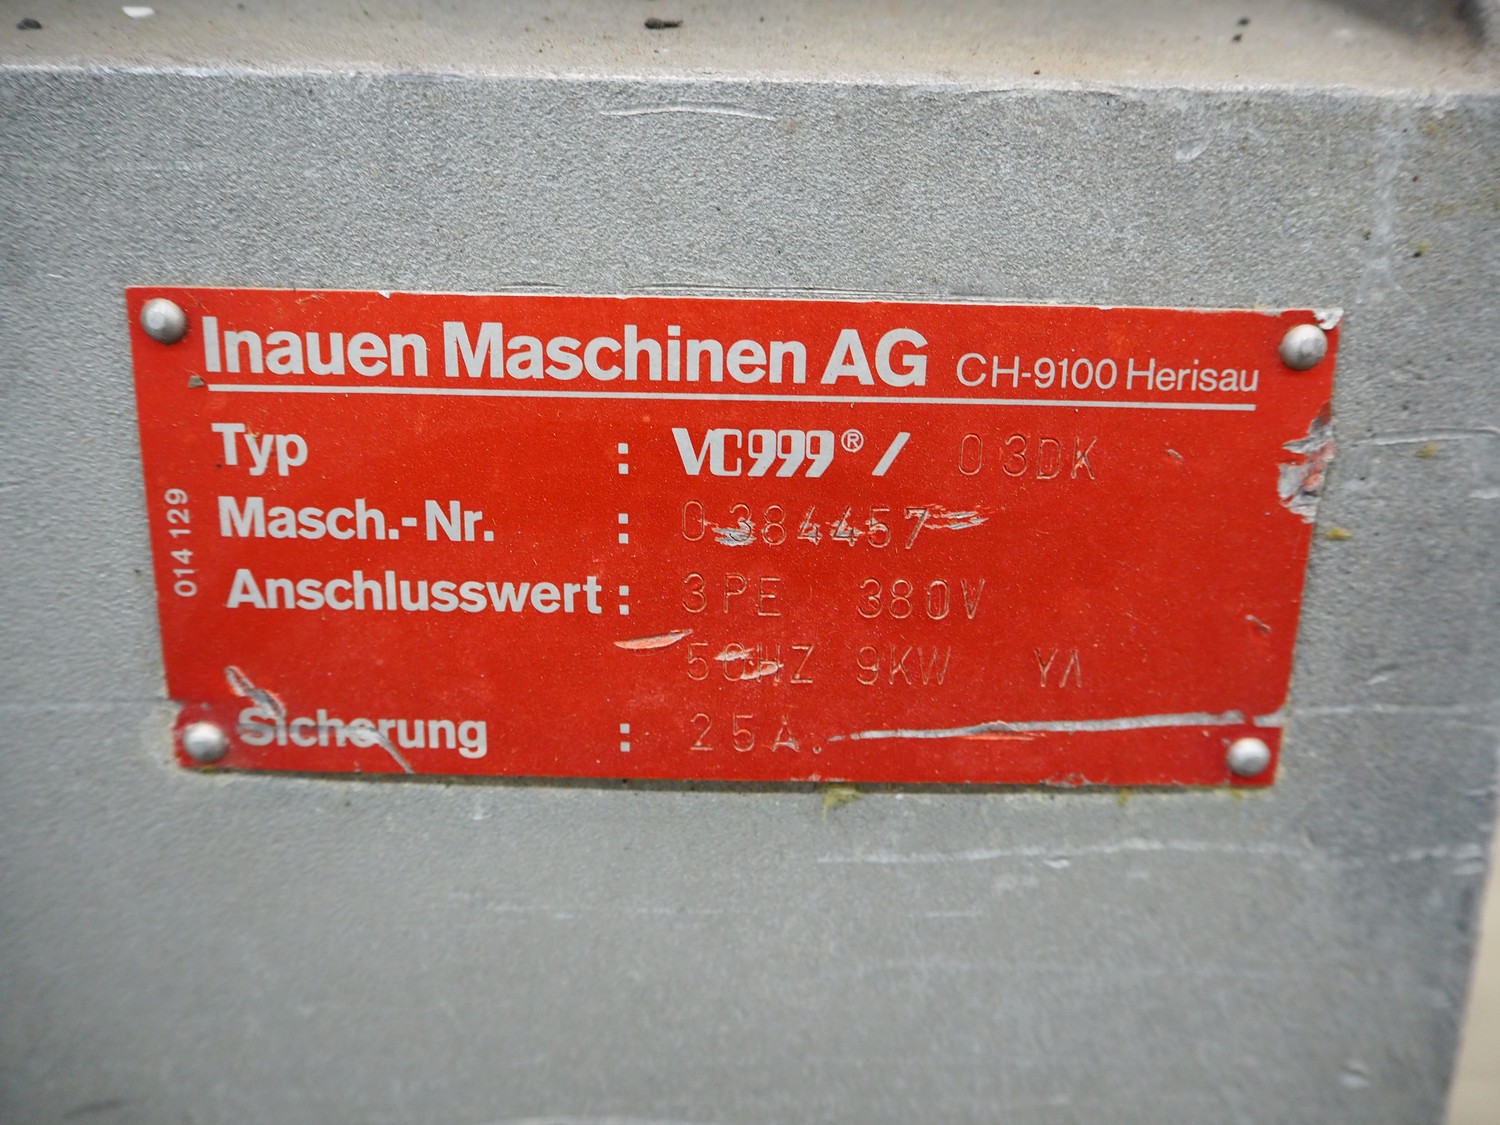 Inauen Maschinen AG CH-9100 Herisau
Typ : VC999® / 03DK
Masch.-Nr. : 0384457
Anschlusswert : 3PE 380V
50HZ 9KW YΛ
Sicherung : 25A.
014 129